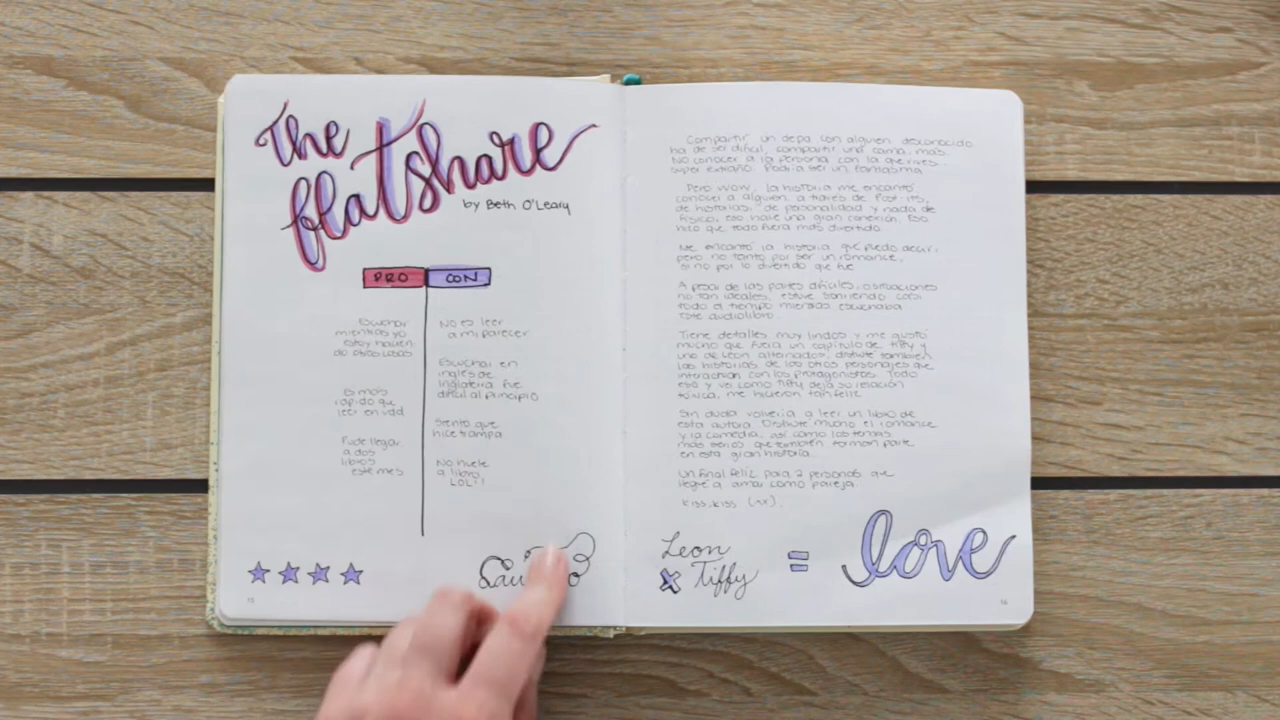 The
flatshare
by Beth O'Leary
PRO CON
Escuchar
mientras yo
estoy hacien-
do otras cosas
Es más
rápido que
leer en vdd
Pude llegar
a dos
libros
este mes
No es leer
a mi parecer
Escuchar en
inglés de
Inglaterra fue
difícil al principio
Siento que
hice trampa
No huele
a libro
LOL!!
15
Compartir un depa con alguien desconocido
ha de ser difícil, compartir una cama, más.
No conocer a la persona con la que vives
super extraño. Podría ser un fantasma
Pero WOW, la historia me encantó
conocer a alguien a través de Post-its,
de historias, de personalidad y nada de
físico, eso hace una gran conexión. Eso
hizo que todo fuera más divertido
Me encantó la historia que puedo decir,
pero no tanto por ser un romance,
si no por lo divertido que fue
A pesar de las partes difíciles, o situaciones
no tan ideales, estuve sonriendo casi
todo el tiempo mientras escuchaba
este audiolibro.
Tiene detalles muy lindos y me gustó
mucho que fuera un capítulo de Tiffy y
uno de Leon alternados, disfruté también
las historias de los otros personajes que
interactúan con los protagonistas. Todo
eso y ver como Tiffy deja su relación
tóxica, me hicieron tan feliz
Sin duda volvería a leer un libro de
esta autora. Disfruté mucho el romance
y la comedia, así como los temas
más serios que también forman parte
en esta gran historia.
Un final feliz para 2 personas que
llegué a amar como pareja
kiss, kiss. (xx).
Leon
x Tiffy = love
16